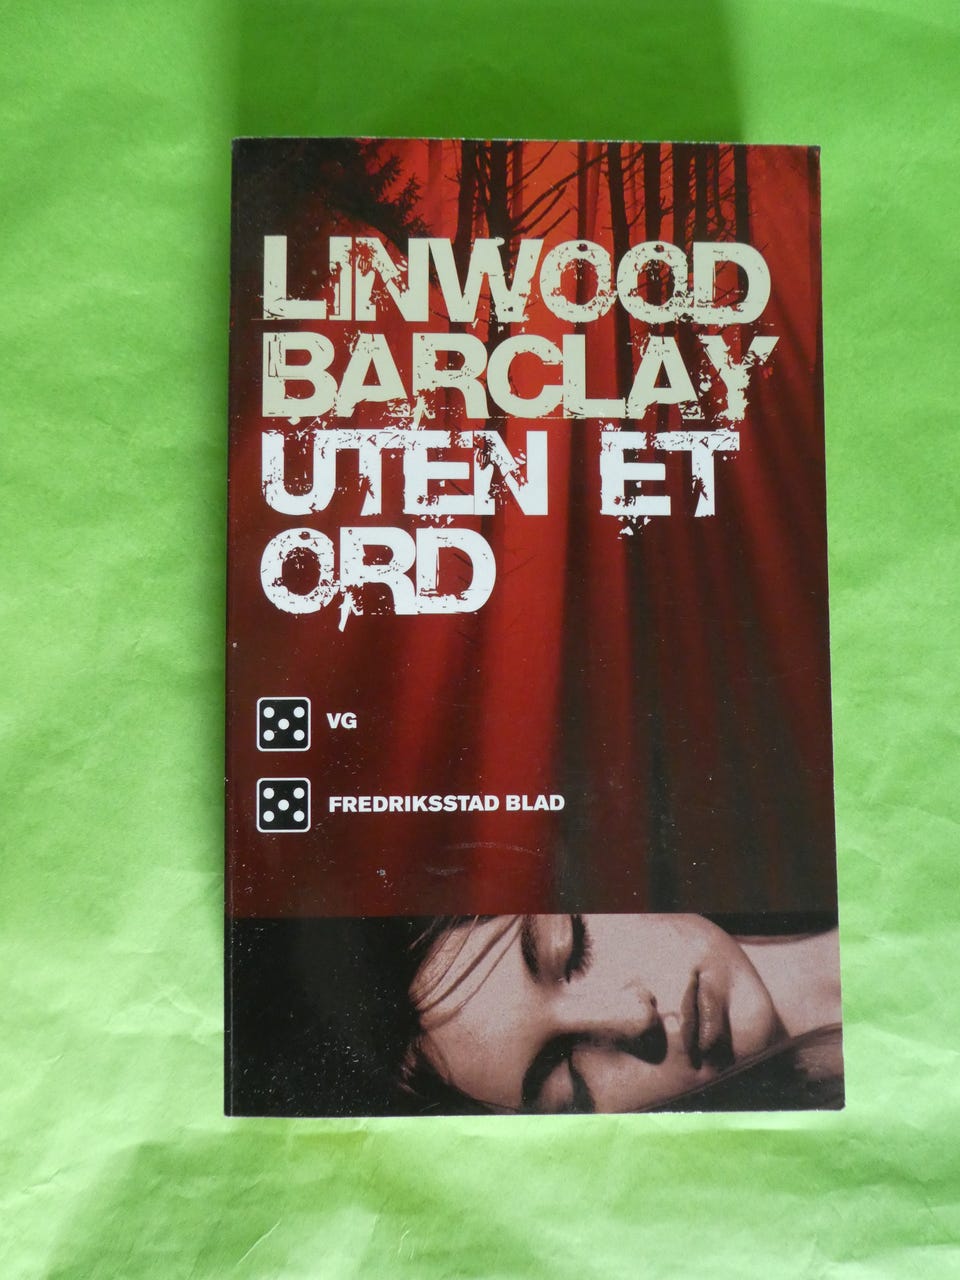 LINWOOD
BARCLAY
UTEN ET
ORD
VG
FREDRIKSSTAD BLAD